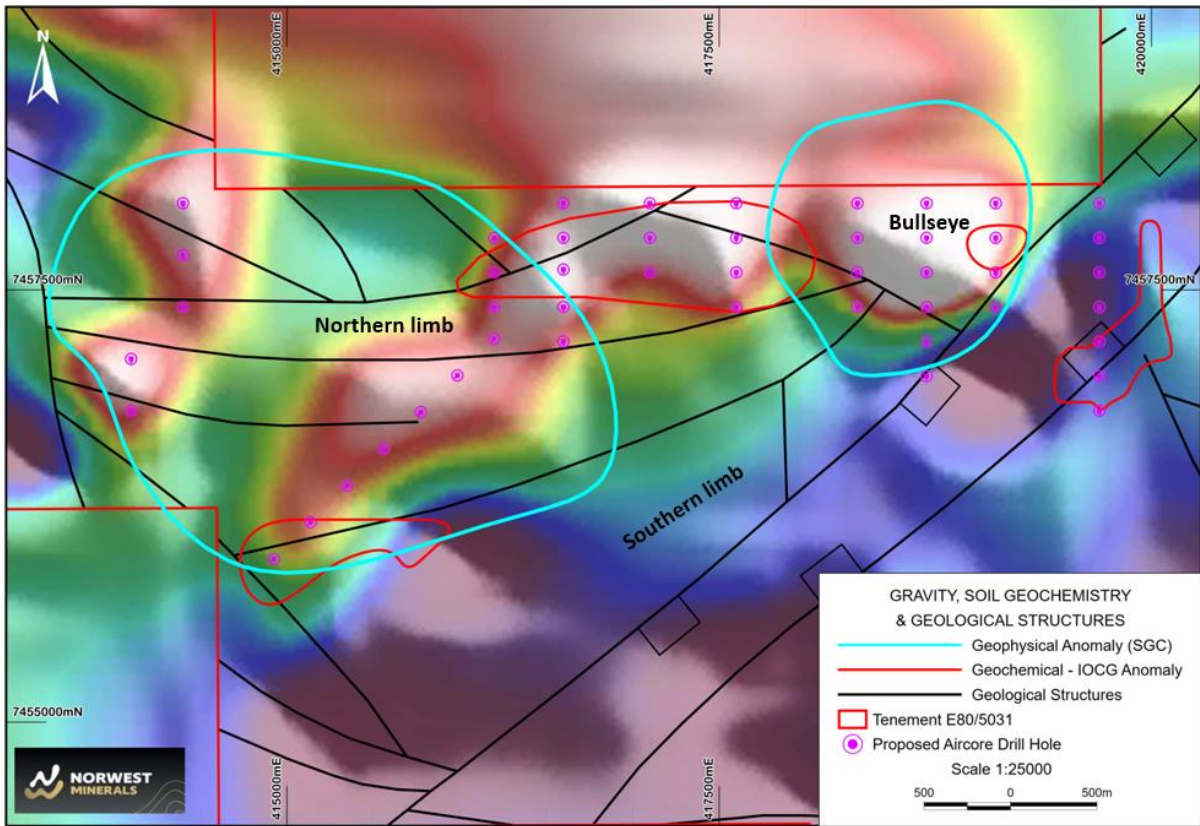 N
415000mE
417500mE
420000mE
Bullseye
7457500mN
7457500mN
Northern limb
Southern limb
7455000mN
415000mE
417500mE
GRAVITY, SOIL GEOCHEMISTRY
& GEOLOGICAL STRUCTURES
Geophysical Anomaly (SGC)
Geochemical - IOCG Anomaly
Geological Structures
Tenement E80/5031
Proposed Aircore Drill Hole
Scale 1:25000
500 0 500m
NORWEST
MINERALS